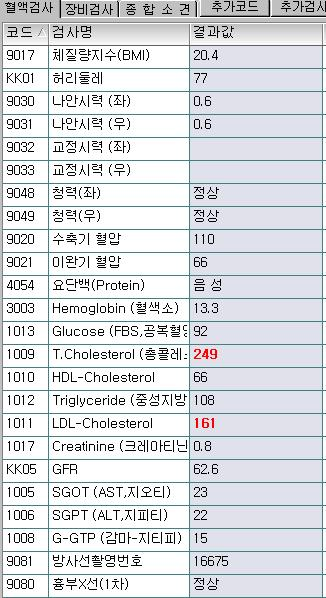 혈액검사 장비검사 종 합 소 견 추가코드 추가검사
코드 검사명 결과값
9017 체질량지수(BMI) 20.4
KK01 허리둘레 77
9030 나안시력 (좌) 0.6
9031 나안시력 (우) 0.6
9032 교정시력 (좌)
9033 교정시력 (우)
9048 청력(좌) 정상
9049 청력(우) 정상
9020 수축기 혈압 110
9021 이완기 혈압 66
4054 요단백(Protein) 음 성
3003 Hemoglobin (혈색소) 13.3
1013 Glucose (FBS,공복혈당 92
1009 T.Cholesterol (총콜레스 249
1010 HDL-Cholesterol 66
1012 Triglyceride (중성지방 108
1011 LDL-Cholesterol 161
1017 Creatinine (크레아티닌 0.8
KK05 GFR 62.6
1005 SGOT (AST,지오티) 23
1006 SGPT (ALT,지피티) 22
1008 G-GTP (감마-지티피) 15
9081 방사선촬영번호 16675
9080 흉부X선(1차) 정상